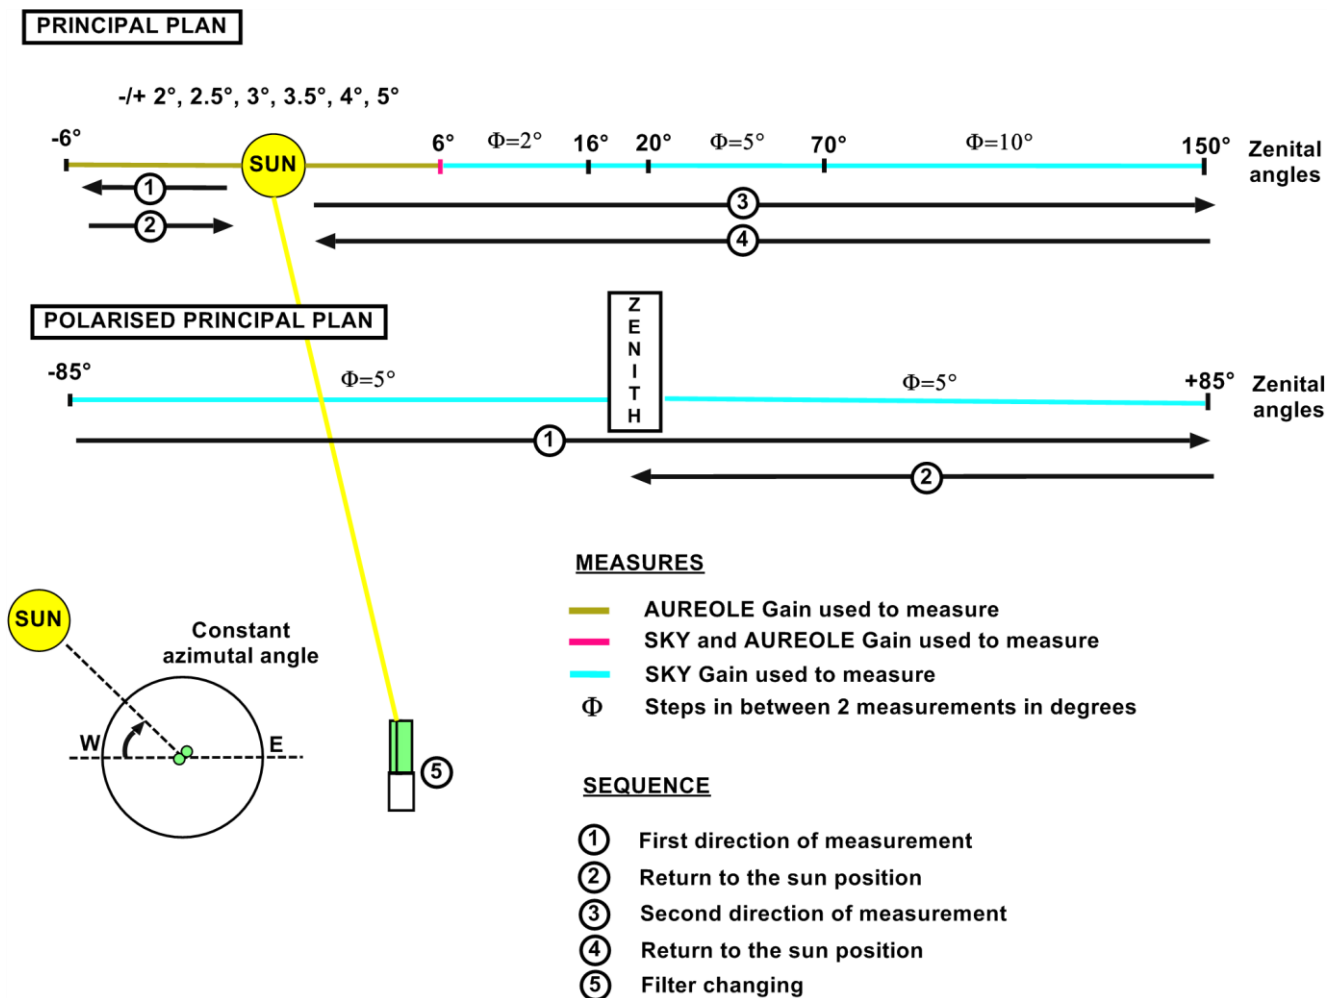 PRINCIPAL PLAN
-/+ 2°, 2.5°, 3°, 3.5°, 4°, 5°
-6°
SUN
6°
Φ=2°
16°
20°
Φ=5°
70°
Φ=10°
150°
Zenital
angles
1
2
3
4
POLARISED PRINCIPAL PLAN
ZENITH
-85°
Φ=5°
Φ=5°
+85°
Zenital
angles
1
2
SUN
Constant
azimutal angle
W
E
5
MEASURES
AUREOLE Gain used to measure
SKY and AUREOLE Gain used to measure
SKY Gain used to measure
Φ Steps in between 2 measurements in degrees
SEQUENCE
1 First direction of measurement
2 Return to the sun position
3 Second direction of measurement
4 Return to the sun position
5 Filter changing